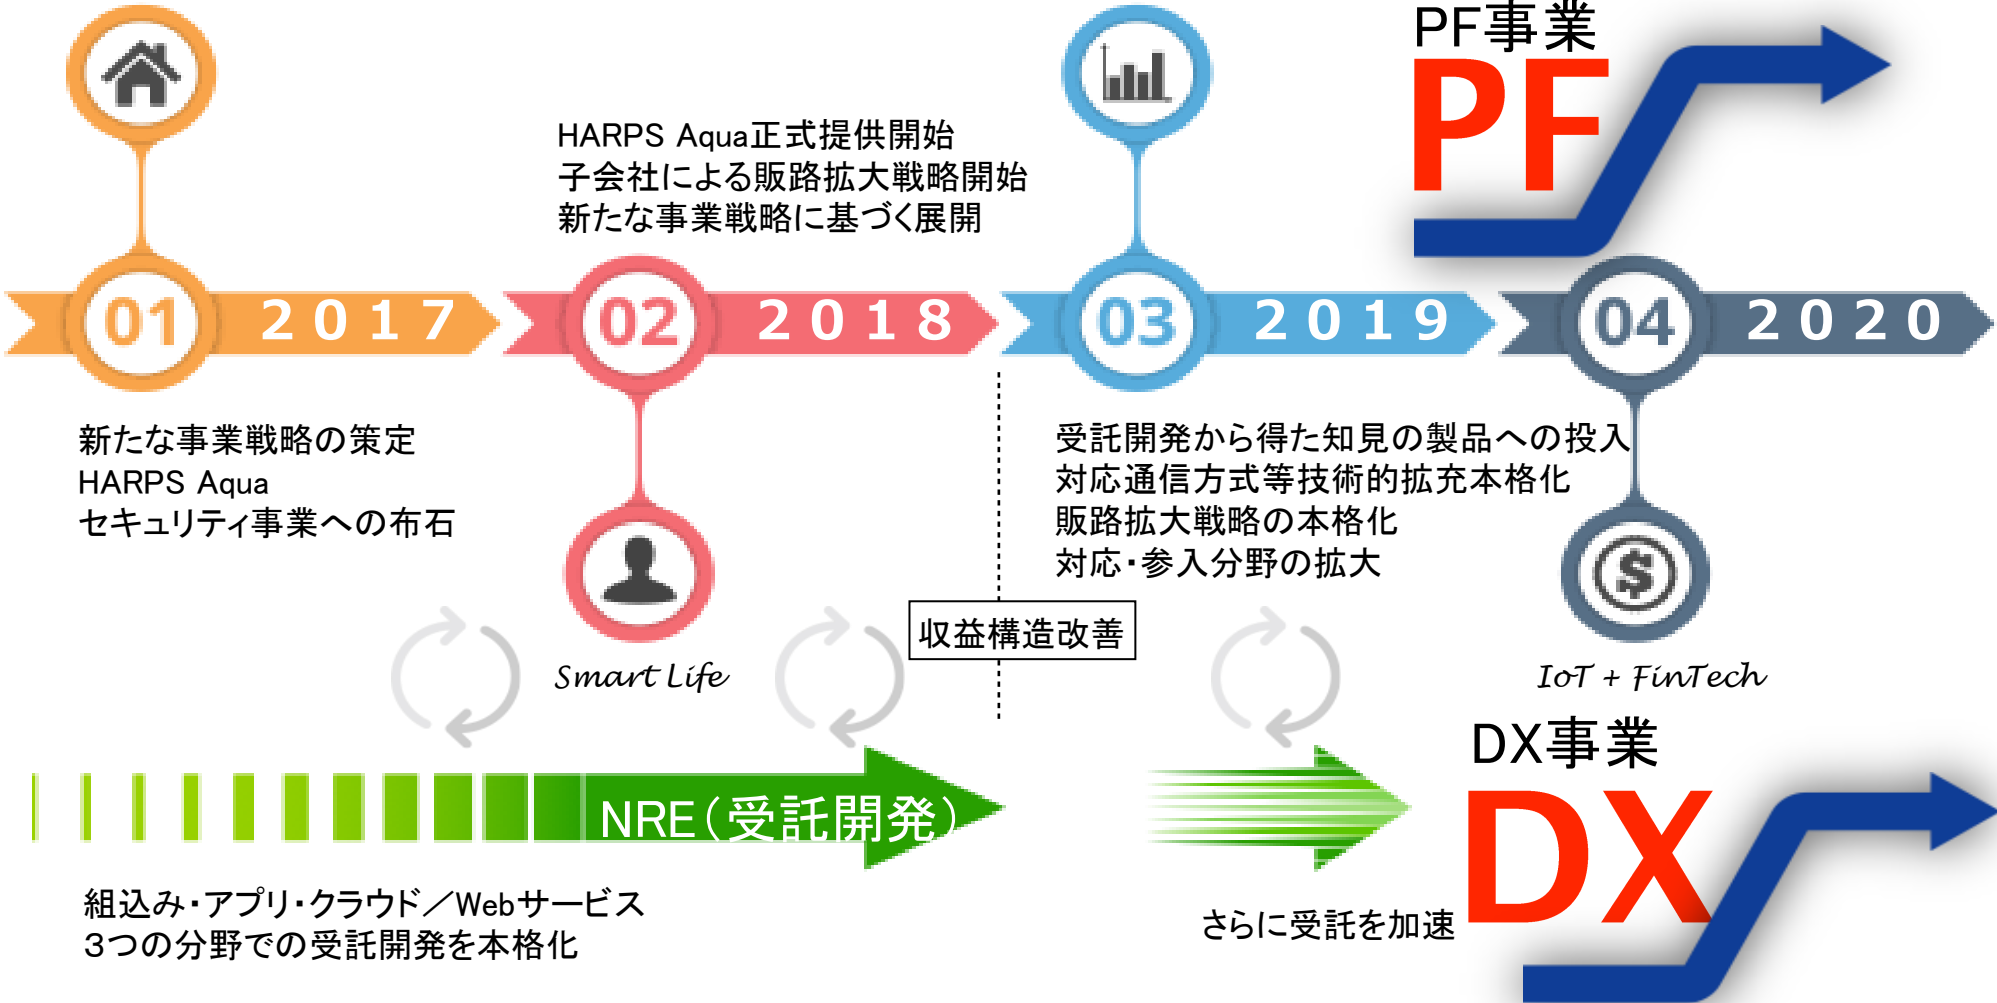 PF事業
PF
HARPS Aqua正式提供開始
子会社による販路拡大戦略開始
新たな事業戦略に基づく展開
01 2017
02 2018
03 2019
04 2020
新たな事業戦略の策定
HARPS Aqua
セキュリティ事業への布石
受託開発から得た知見の製品への投入
対応通信方式等技術的拡充本格化
販路拡大戦略の本格化
対応・参入分野の拡大
収益構造改善
Smart Life
IoT + FinTech
DX事業
DX
NRE（受託開発）
組込み・アプリ・クラウド／Webサービス
３つの分野での受託開発を本格化
さらに受託を加速